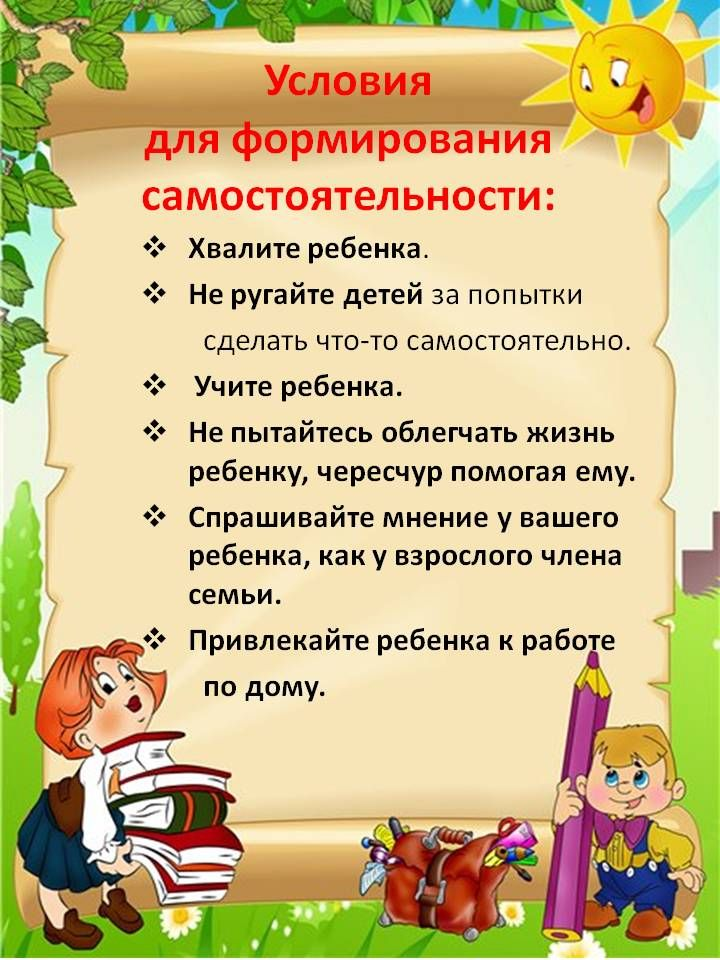 Условия
для формирования
самостоятельности:
❖ Хвалите ребенка.
❖ Не ругайте детей за попытки
сделать что-то самостоятельно.
❖ Учите ребенка.
❖ Не пытайтесь облегчать жизнь
ребенку, чересчур помогая ему.
❖ Спрашивайте мнение у вашего
ребенка, как у взрослого члена
семьи.
❖ Привлекайте ребенка к работе
по дому.